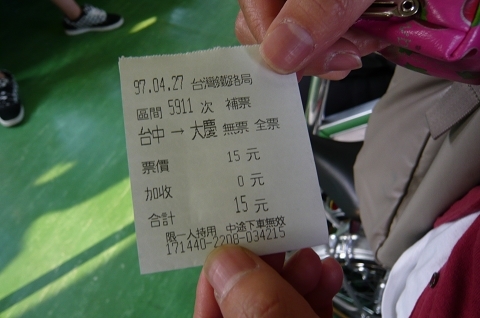 97.04.27 台灣鐵路局
區間 5911 次 補票
台中 → 大慶 無票 全票
票價 15 元
加收 0 元
合計 15 元
限一人持用 中途下車無效
171440-2208-034215